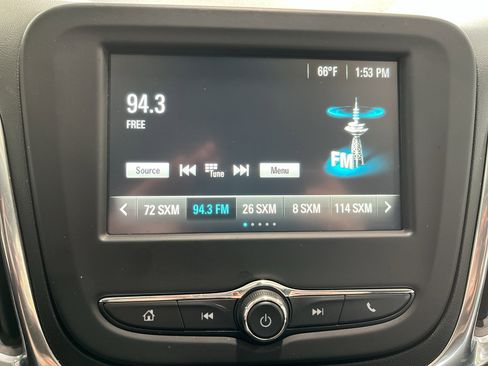 66°F 1:53 PM
94.3
FREE
FM
Source Tune Menu
72 SXM 94.3 FM 26 SXM 8 SXM 114 SXM